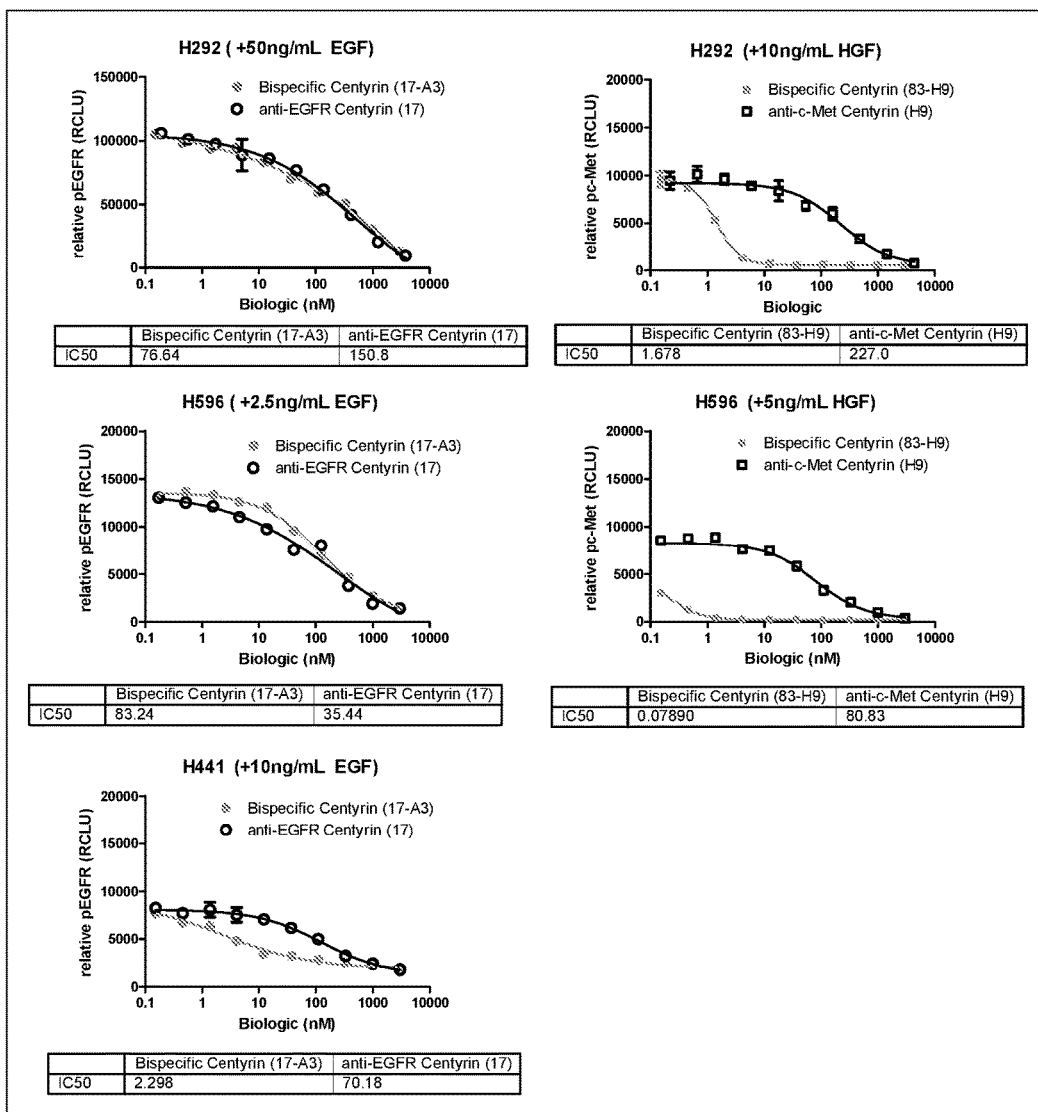 H292 ( +50ng/mL EGF)
150000
100000
50000
0
relative pEGFR (RCLU)
Bispecific Centyrin (17-A3)
anti-EGFR Centyrin (17)
0.1 1 10 100 1000 10000
Biologic (nM)
Bispecific Centyrin (17-A3) anti-EGFR Centyrin (17)
IC50 76.64 150.8
H292 (+10ng/mL HGF)
20000
15000
10000
5000
0
relative pc-Met (RCLU)
Bispecific Centyrin (83-H9)
anti-c-Met Centyrin (H9)
0.1 1 10 100 1000 10000
Biologic
Bispecific Centyrin (83-H9) anti-c-Met Centyrin (H9)
IC50 1.678 227.0
H596 ( +2.5ng/mL EGF)
20000
15000
10000
5000
0
relative pEGFR (RCLU)
Bispecific Centyrin (17-A3)
anti-EGFR Centyrin (17)
0.1 1 10 100 1000 10000
Biologic (nM)
Bispecific Centyrin (17-A3) anti-EGFR Centyrin (17)
IC50 83.24 35.44
H596 (+5ng/mL HGF)
20000
15000
10000
5000
0
relative pc-Met (RCLU)
Bispecific Centyrin (83-H9)
anti-c-Met Centyrin (H9)
0.1 1 10 100 1000 10000
Biologic (nM)
Bispecific Centyrin (83-H9) anti-c-Met Centyrin (H9)
IC50 0.07890 80.83
H441 (+10ng/mL EGF)
20000
15000
10000
5000
0
relative pEGFR (RCLU)
Bispecific Centyrin (17-A3)
anti-EGFR Centyrin (17)
0.1 1 10 100 1000 10000
Biologic (nM)
Bispecific Centyrin (17-A3) anti-EGFR Centyrin (17)
IC50 2.298 70.18